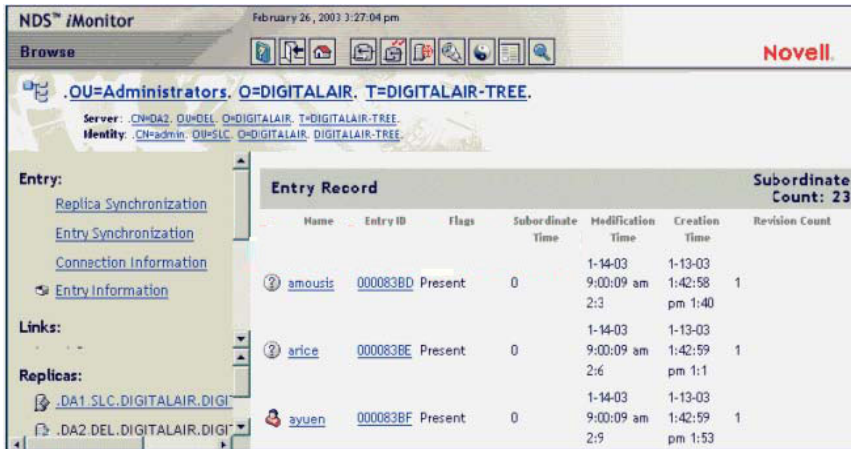 NDS™ iMonitor
February 26, 2003 3:27:04 pm
Browse
Novell.
.OU=Administrators. O=DIGITALAIR. T=DIGITALAIR-TREE.
Server: .CN=DA2. OU=DEL. O=DIGITALAIR. T=DIGITALAIR-TREE.
Identity: .CN=admin. OU=SLC. O=DIGITALAIR. DIGITALAIR-TREE.
Entry:
Replica Synchronization
Entry Synchronization
Connection Information
Entry Information
Links:
Replicas:
.DA1.SLC.DIGITALAIR.DIGI
.DA2.DEL.DIGITALAIR.DIGI
Entry Record
Subordinate
Count: 23
Name Entry ID Flags Subordinate Time Modification Time Creation Time Revision Count
amousis 000083BD Present 0 1-14-03 9:00:09 am 2:3 1-13-03 1:42:58 pm 1:40 1
arice 000083BE Present 0 1-14-03 9:00:09 am 2:6 1-13-03 1:42:59 pm 1:1 1
ayuen 000083BF Present 0 1-14-03 9:00:09 am 2:9 1-13-03 1:42:59 pm 1:53 1